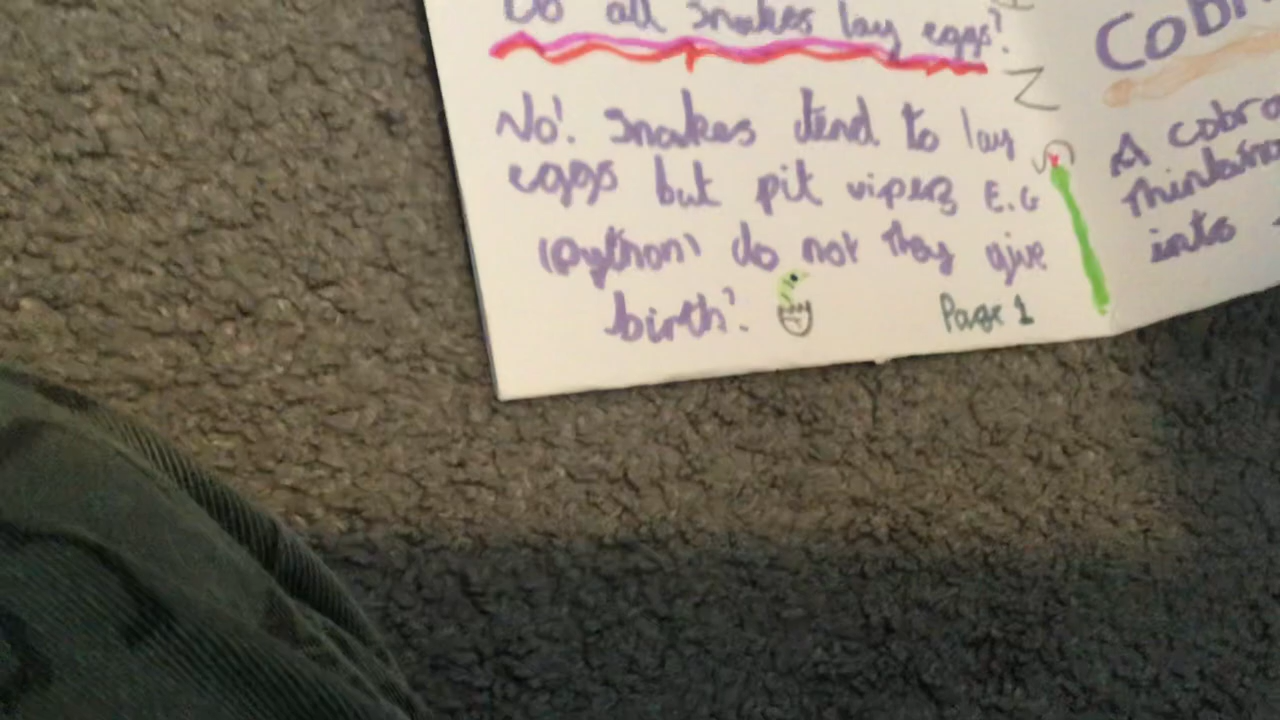 Do all snakes lay eggs?
No! Snakes tend to lay
eggs but pit vipers E.G
(python) do not they give
birth!
Page 1
Cobr
A cobra
into